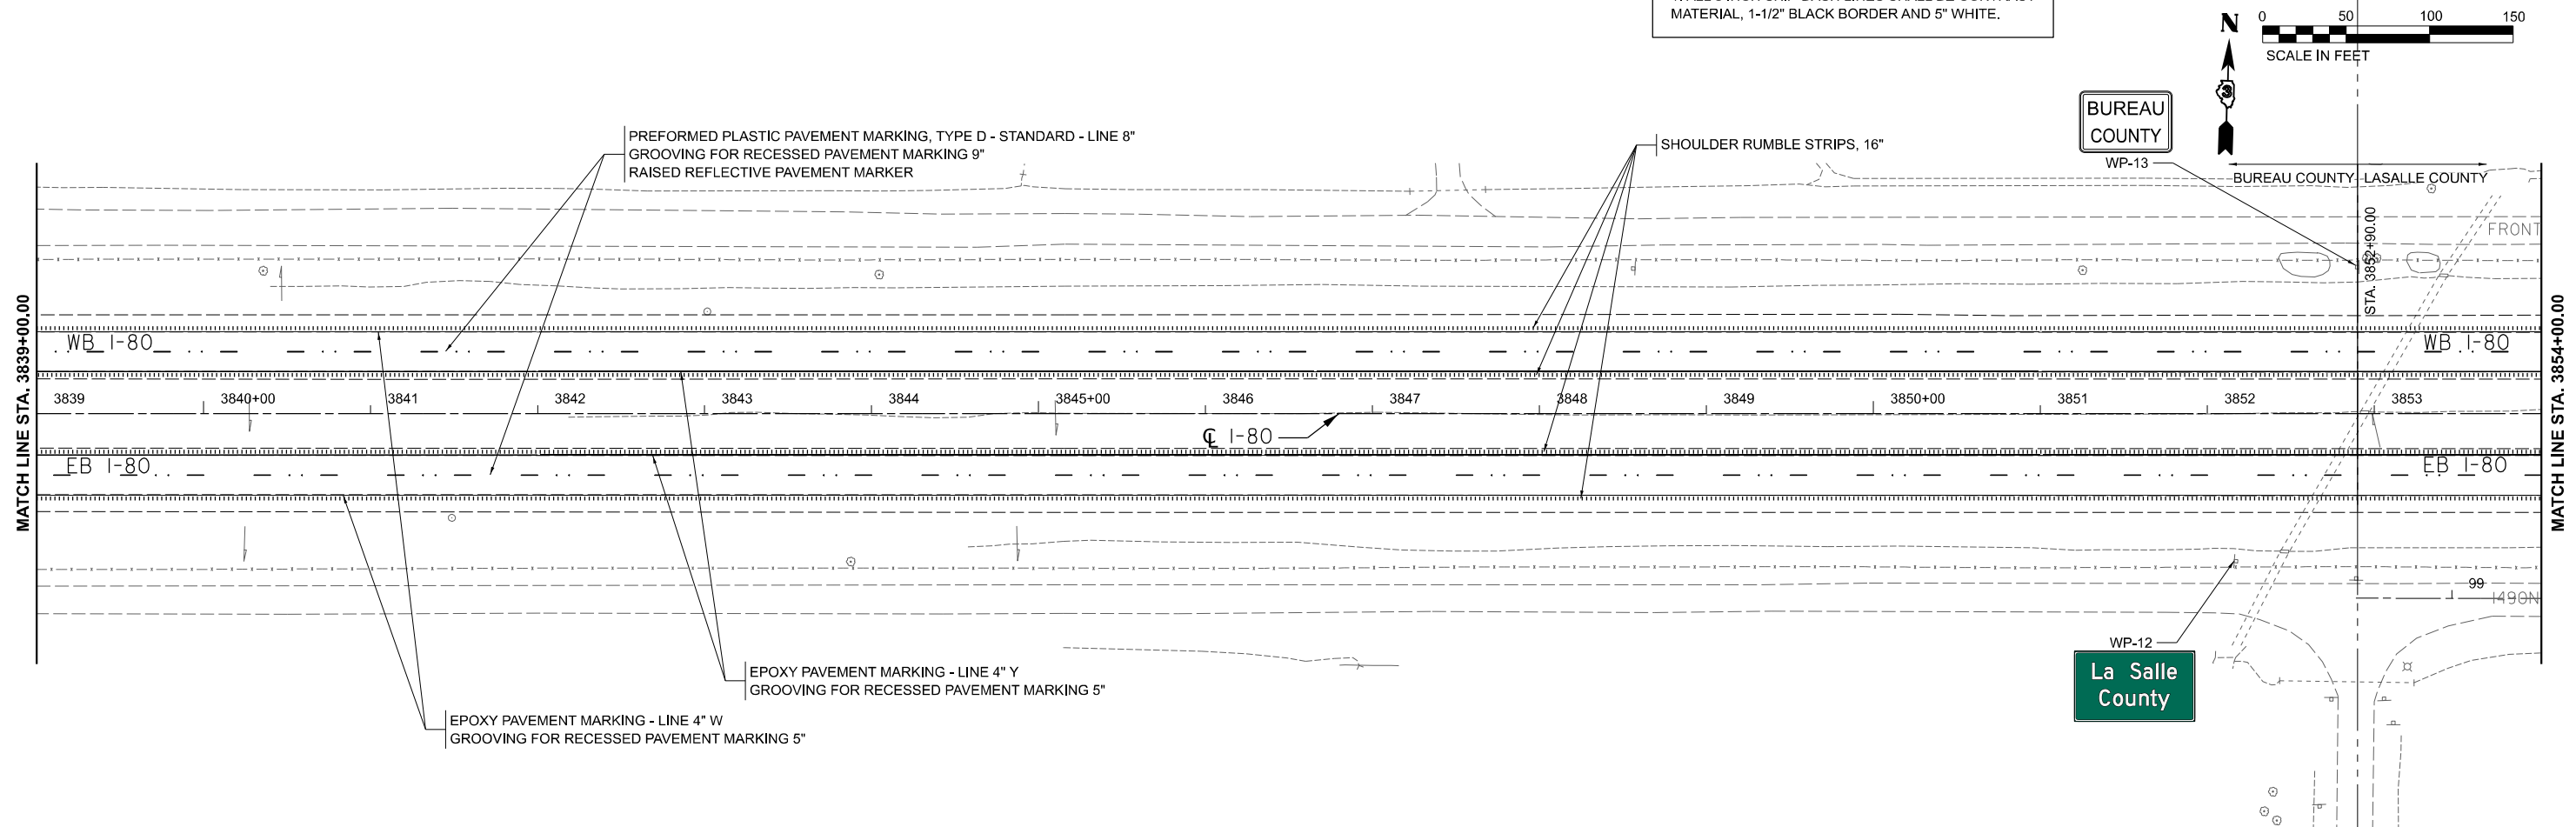 MATERIAL, 1-1/2" BLACK BORDER AND 5" WHITE.
N
0 50 100 150
SCALE IN FEET
3
BUREAU
COUNTY
WP-13
BUREAU COUNTY LASALLE COUNTY
PREFORMED PLASTIC PAVEMENT MARKING, TYPE D - STANDARD - LINE 8"
GROOVING FOR RECESSED PAVEMENT MARKING 9"
RAISED REFLECTIVE PAVEMENT MARKER
SHOULDER RUMBLE STRIPS, 16"
STA. 3852+90.00
FRONT
MATCH LINE STA. 3839+00.00
MATCH LINE STA. 3854+00.00
WB I-80
WB I-80
3839 3840+00 3841 3842 3843 3844 3845+00 3846 3847 3848 3849 3850+00 3851 3852 3853
℄ I-80
EB I-80
EB I-80
99
1490N
WP-12
La Salle
County
EPOXY PAVEMENT MARKING - LINE 4" Y
GROOVING FOR RECESSED PAVEMENT MARKING 5"
EPOXY PAVEMENT MARKING - LINE 4" W
GROOVING FOR RECESSED PAVEMENT MARKING 5"